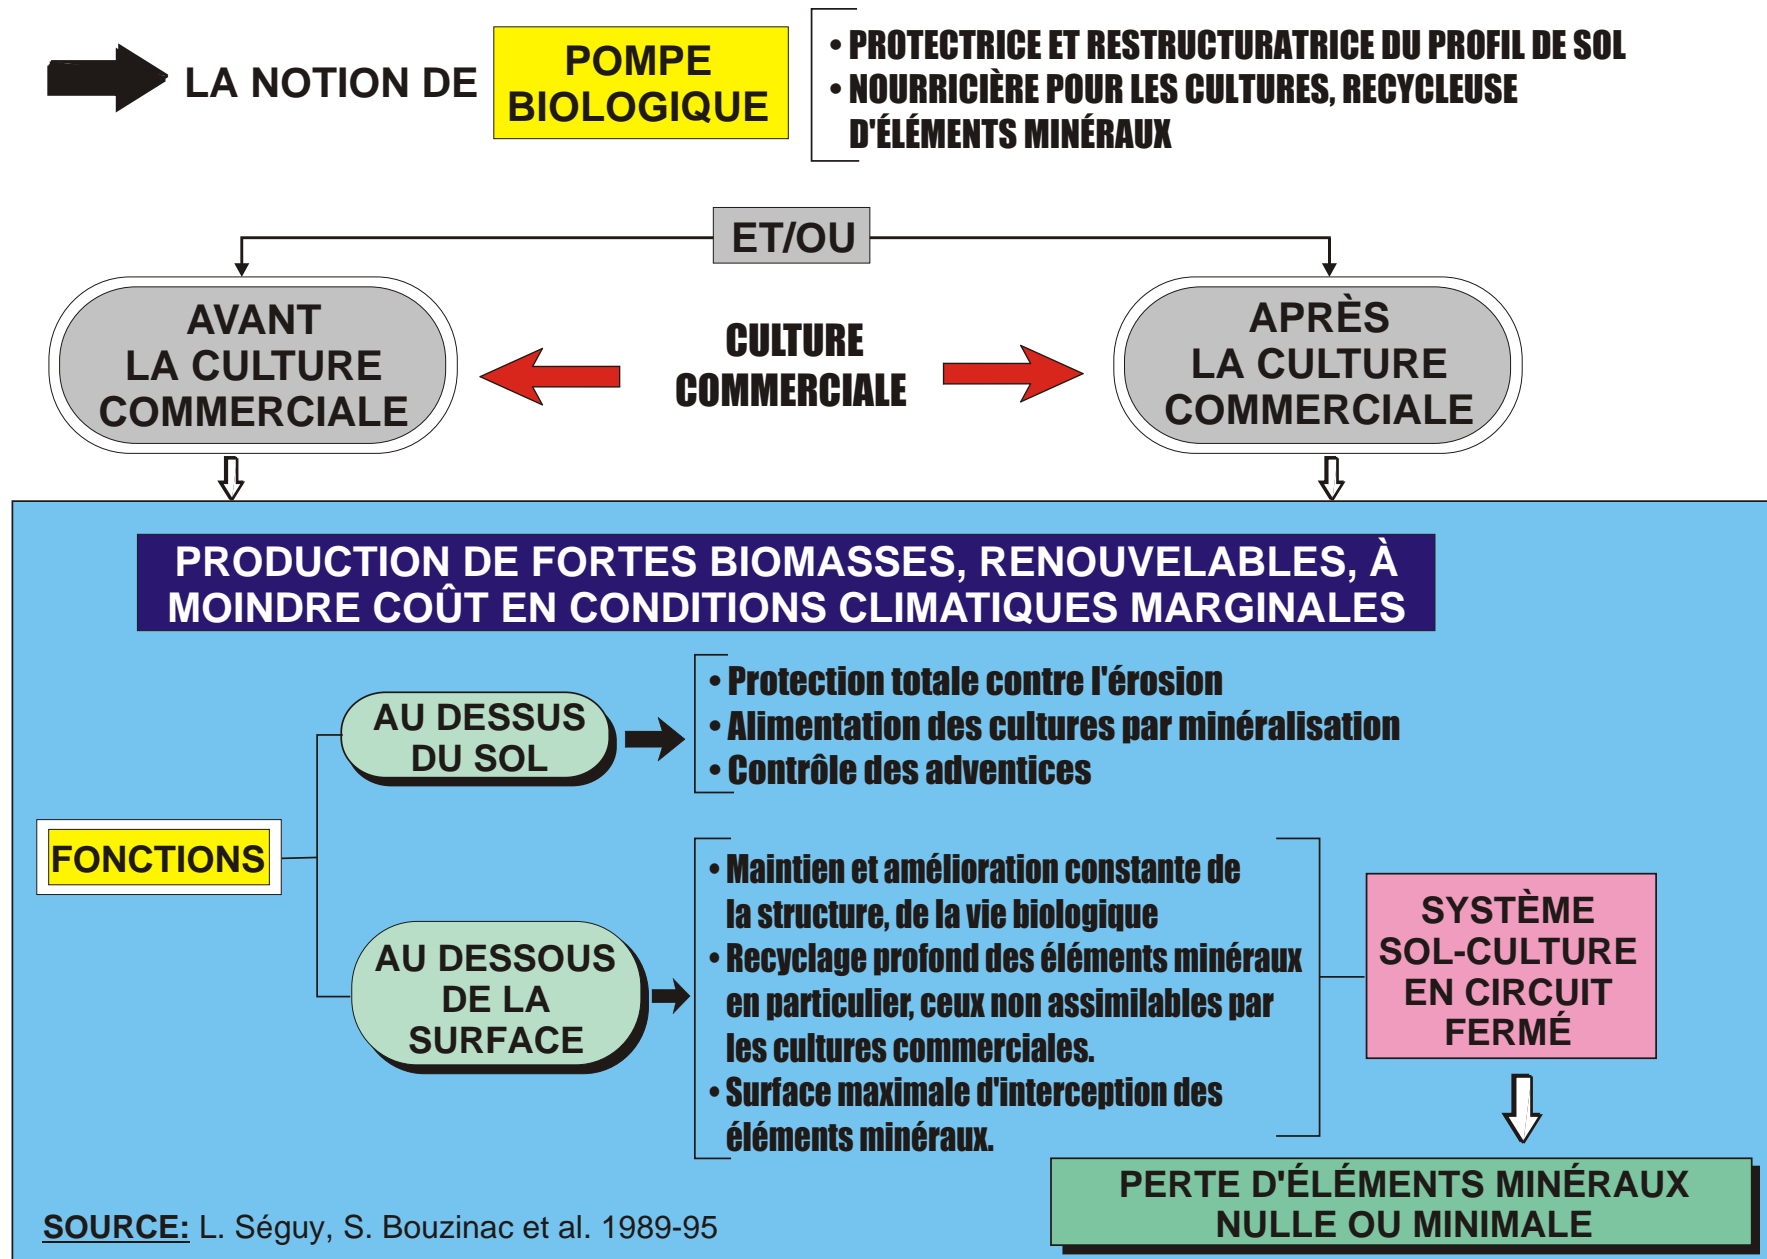 LA NOTION DE
POMPE
BIOLOGIQUE
• PROTECTRICE ET RESTRUCTURATRICE DU PROFIL DE SOL
• NOURRICIÈRE POUR LES CULTURES, RECYCLEUSE
D'ÉLÉMENTS MINÉRAUX
ET/OU
AVANT
LA CULTURE
COMMERCIALE
CULTURE
COMMERCIALE
APRÈS
LA CULTURE
COMMERCIALE
PRODUCTION DE FORTES BIOMASSES, RENOUVELABLES, À
MOINDRE COÛT EN CONDITIONS CLIMATIQUES MARGINALES
FONCTIONS
AU DESSUS
DU SOL
• Protection totale contre l'érosion
• Alimentation des cultures par minéralisation
• Contrôle des adventices
AU DESSOUS
DE LA
SURFACE
• Maintien et amélioration constante de
la structure, de la vie biologique
• Recyclage profond des éléments minéraux
en particulier, ceux non assimilables par
les cultures commerciales.
• Surface maximale d'interception des
éléments minéraux.
SYSTÈME
SOL-CULTURE
EN CIRCUIT
FERMÉ
PERTE D'ÉLÉMENTS MINÉRAUX
NULLE OU MINIMALE
SOURCE: L. Séguy, S. Bouzinac et al. 1989-95